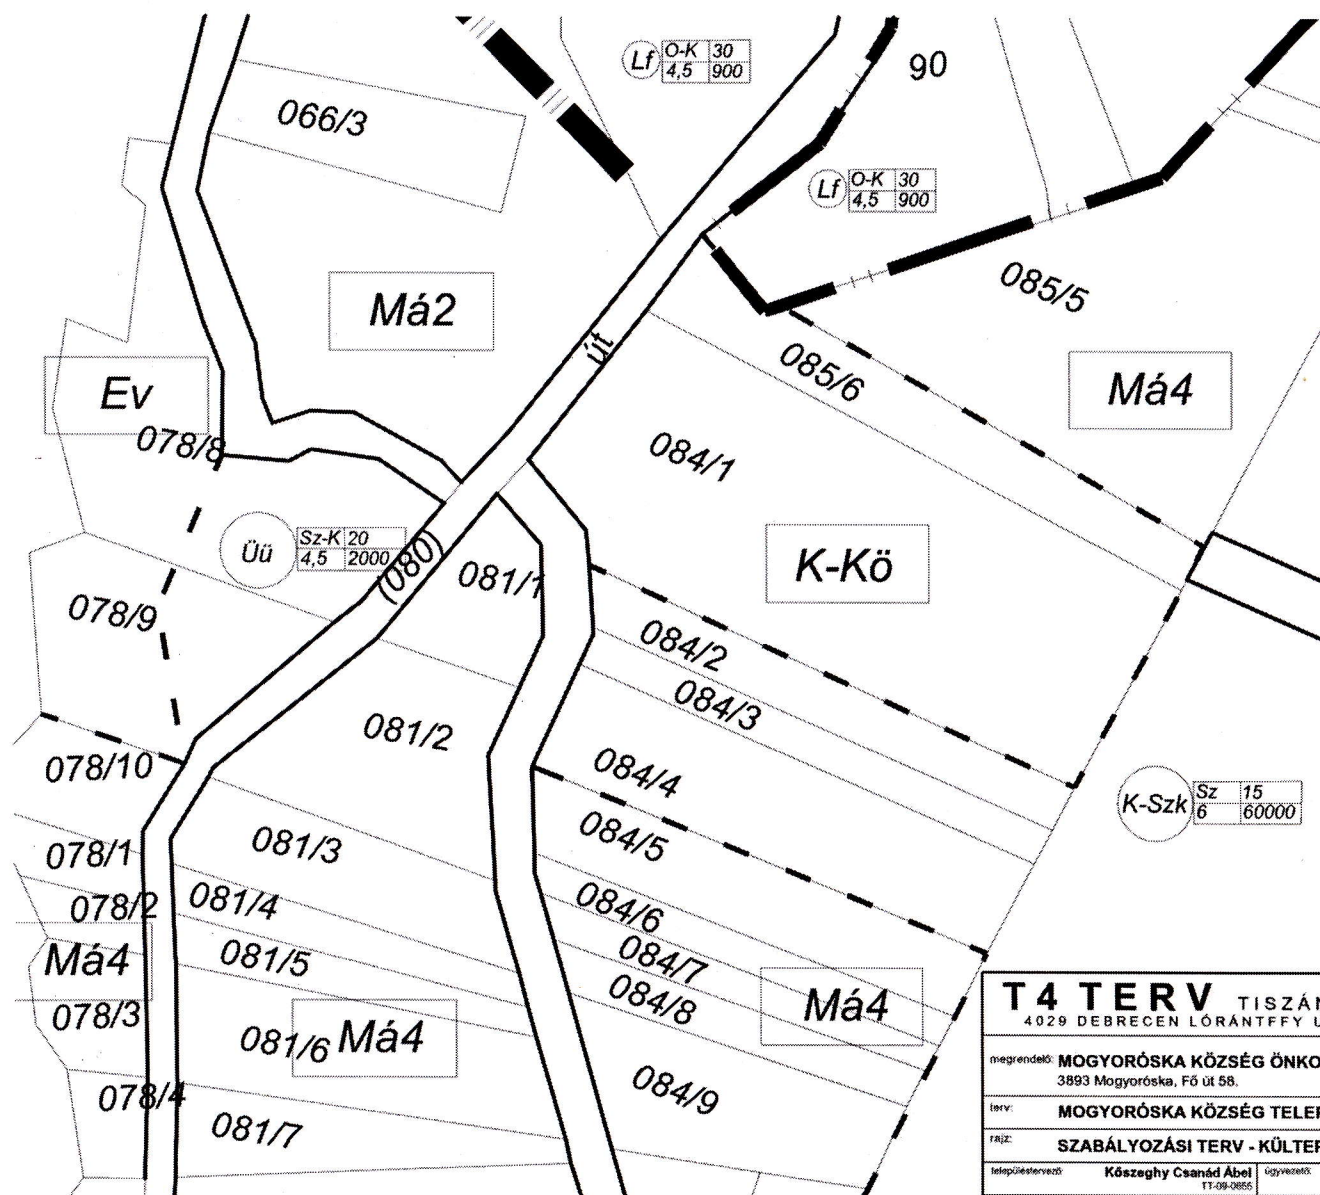 Lf O-K 30
4,5 900
90
066/3
Lf O-K 30
4,5 900
085/5
Má2
út
085/6
Má4
Ev
078/8
084/1
Üü Sz-K 20
4,5 2000
(080)
081/1
K-Kö
078/9
084/2
084/3
081/2
078/10
084/4
K-Szk Sz 15
6 60000
078/1
081/3
084/5
078/2
081/4
084/6
Má4
081/5
084/7
084/8
Má4
078/3
081/6
Má4
078/4
084/9
081/7
T4 TERV TISZÁN
4029 DEBRECEN LÓRÁNTFFY U
megrendelő: MOGYORÓSKA KÖZSÉG ÖNKO
3893 Mogyoróska, Fő út 58.
terv: MOGYORÓSKA KÖZSÉG TELEP
rajz: SZABÁLYOZÁSI TERV - KÜLTER
településtervező: Kőszeghy Csanád Ábel ügyvezető:
TT-09-0655